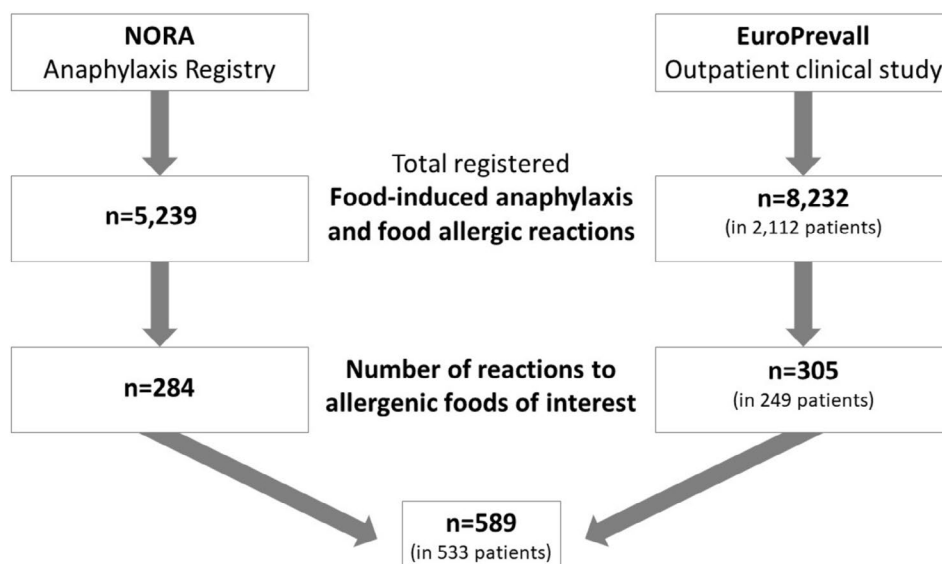 NORA
Anaphylaxis Registry
EuroPrevall
Outpatient clinical study
Total registered
Food-induced anaphylaxis
and food allergic reactions
n=5,239
n=8,232
(in 2,112 patients)
Number of reactions to
allergenic foods of interest
n=284
n=305
(in 249 patients)
n=589
(in 533 patients)